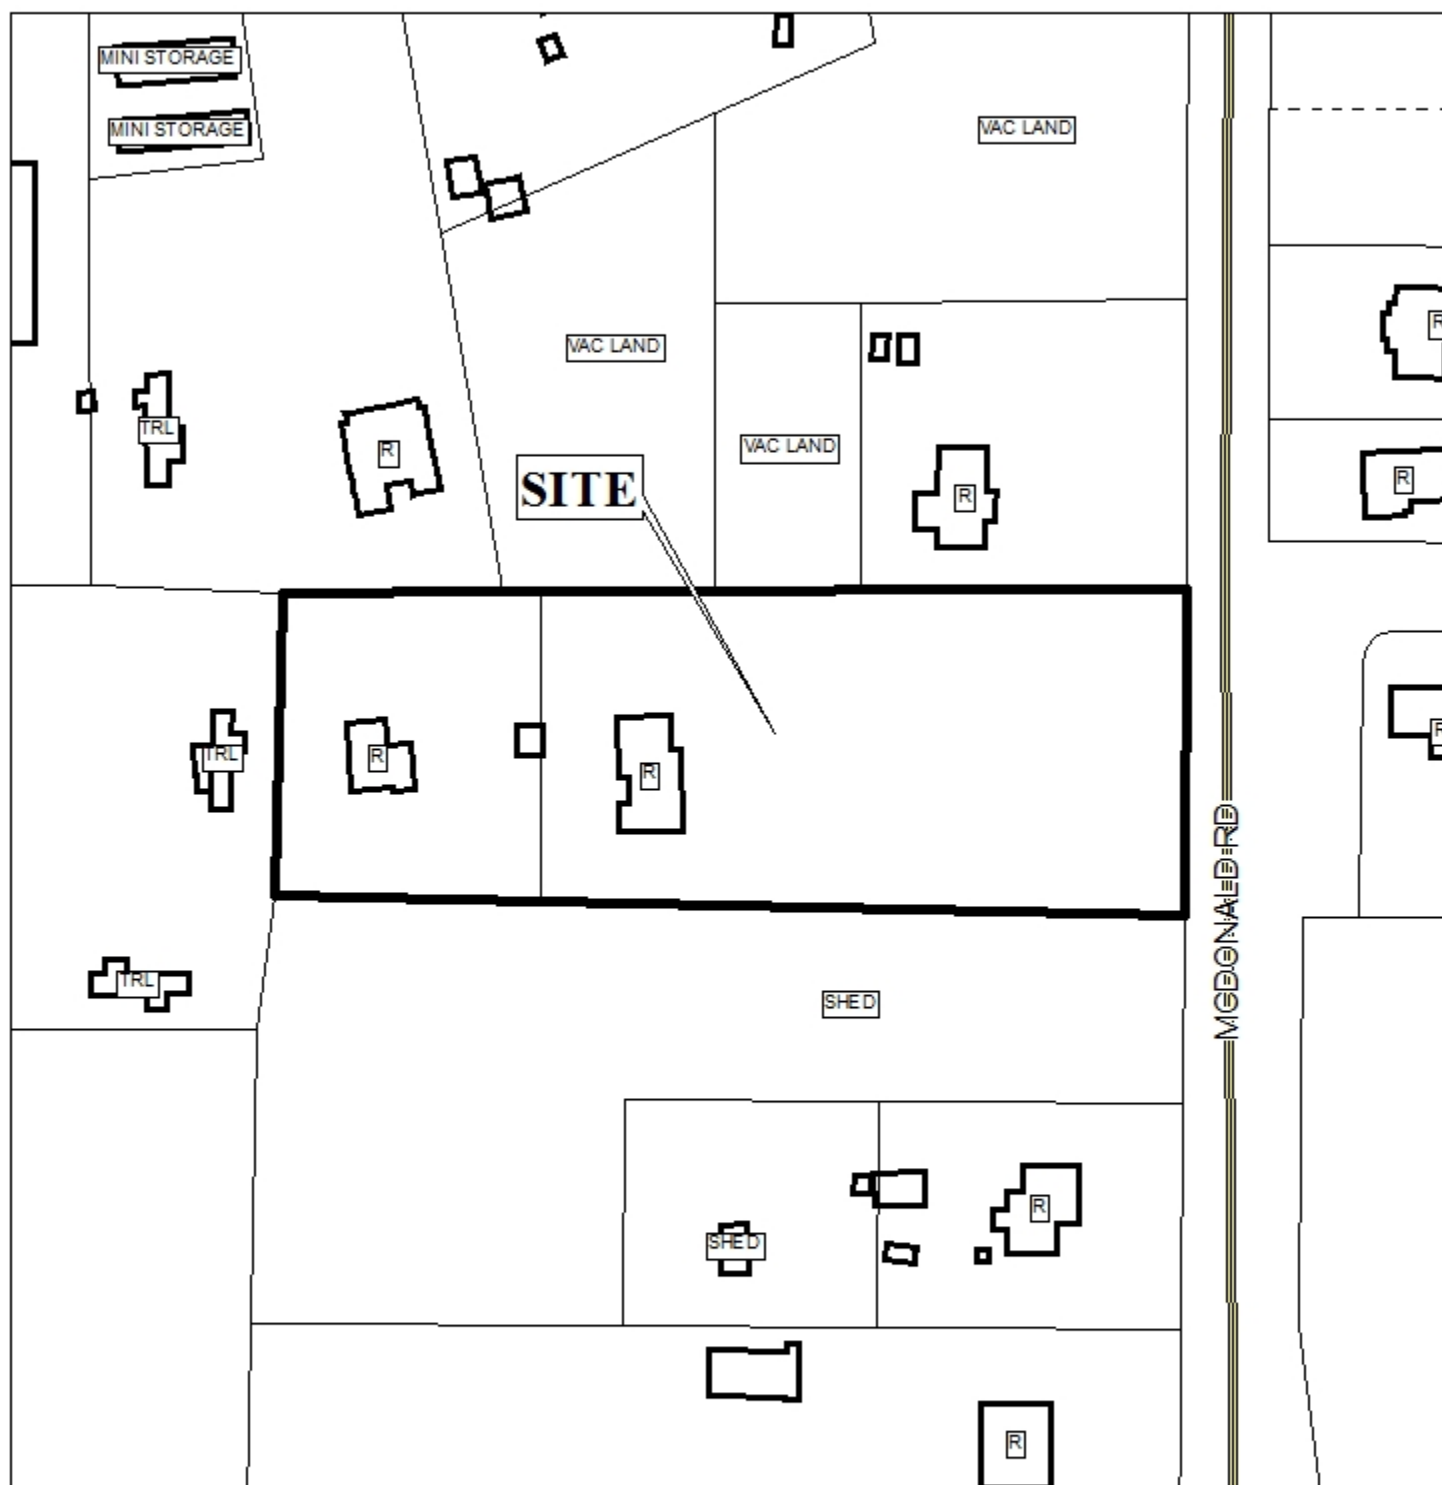 MINI STORAGE
MINI STORAGE
VAC LAND
R
VAC LAND
TRL
R
VAC LAND
R
R
SITE
TRL
R
R
R
MCDONALD RD
TRL
SHED
SHED
R
R